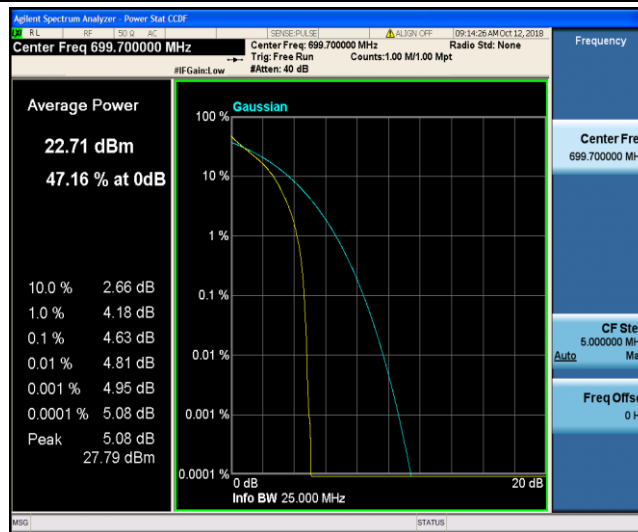 Agilent Spectrum Analyzer - Power Stat CCDF
RL RF 50 Ω AC SENSE:PULSE ALIGN OFF 09:14:26 AM Oct 12, 2018
Center Freq 699.700000 MHz
Center Freq: 699.700000 MHz Radio Std: None
Trig: Free Run Counts:1.00 M/1.00 Mpt
#IFGain:Low #Atten: 40 dB
Frequency
Average Power
22.71 dBm
47.16 % at 0dB
10.0 % 2.66 dB
1.0 % 4.18 dB
0.1 % 4.63 dB
0.01 % 4.81 dB
0.001 % 4.95 dB
0.0001 % 5.08 dB
Peak 5.08 dB
27.79 dBm
Gaussian
100 %
10 %
1 %
0.1 %
0.01 %
0.001 %
0.0001 %
0 dB 20 dB
Info BW 25.000 MHz
Center Fre
699.700000 MH
CF Ste
5.000000 MH
Auto Ma
Freq Offse
0 H
MSG STATUS